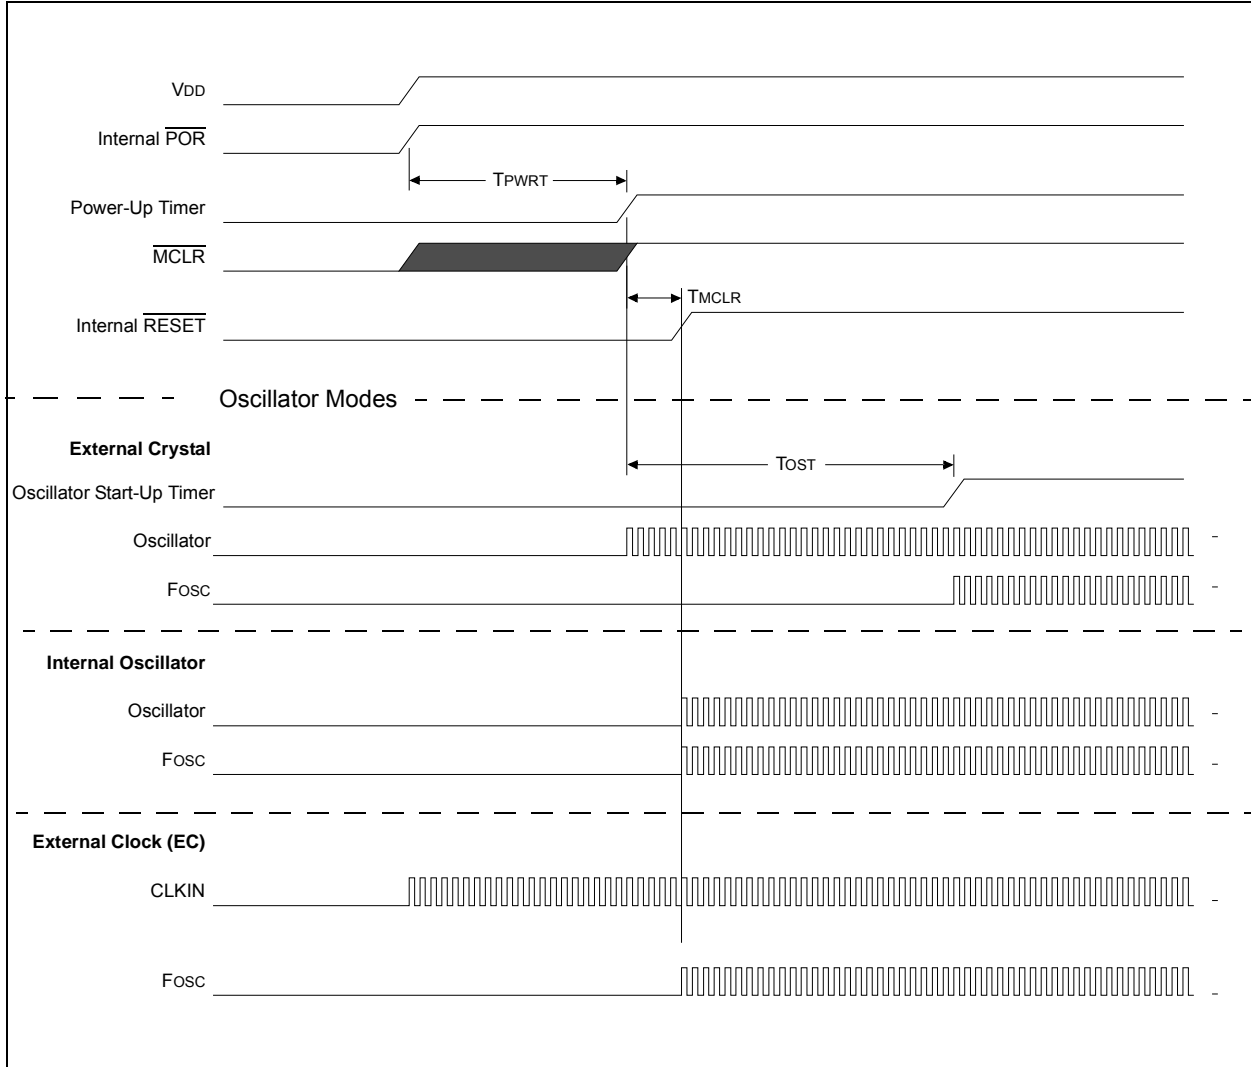 VDD
Internal POR
TPWRT
Power-Up Timer
MCLR
TMCLR
Internal RESET
Oscillator Modes
External Crystal
TOST
Oscillator Start-Up Timer
Oscillator
FOSC
Internal Oscillator
Oscillator
FOSC
External Clock (EC)
CLKIN
FOSC